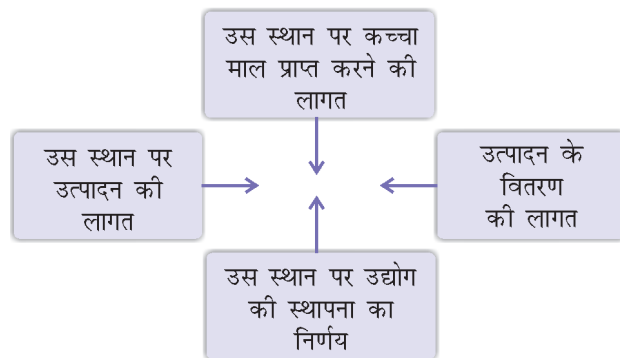 उस स्थान पर कच्चा
माल प्राप्त करने की
लागत
उस स्थान पर
उत्पादन की
लागत
उत्पादन के
वितरण
की लागत
उस स्थान पर उद्योग
की स्थापना का
निर्णय